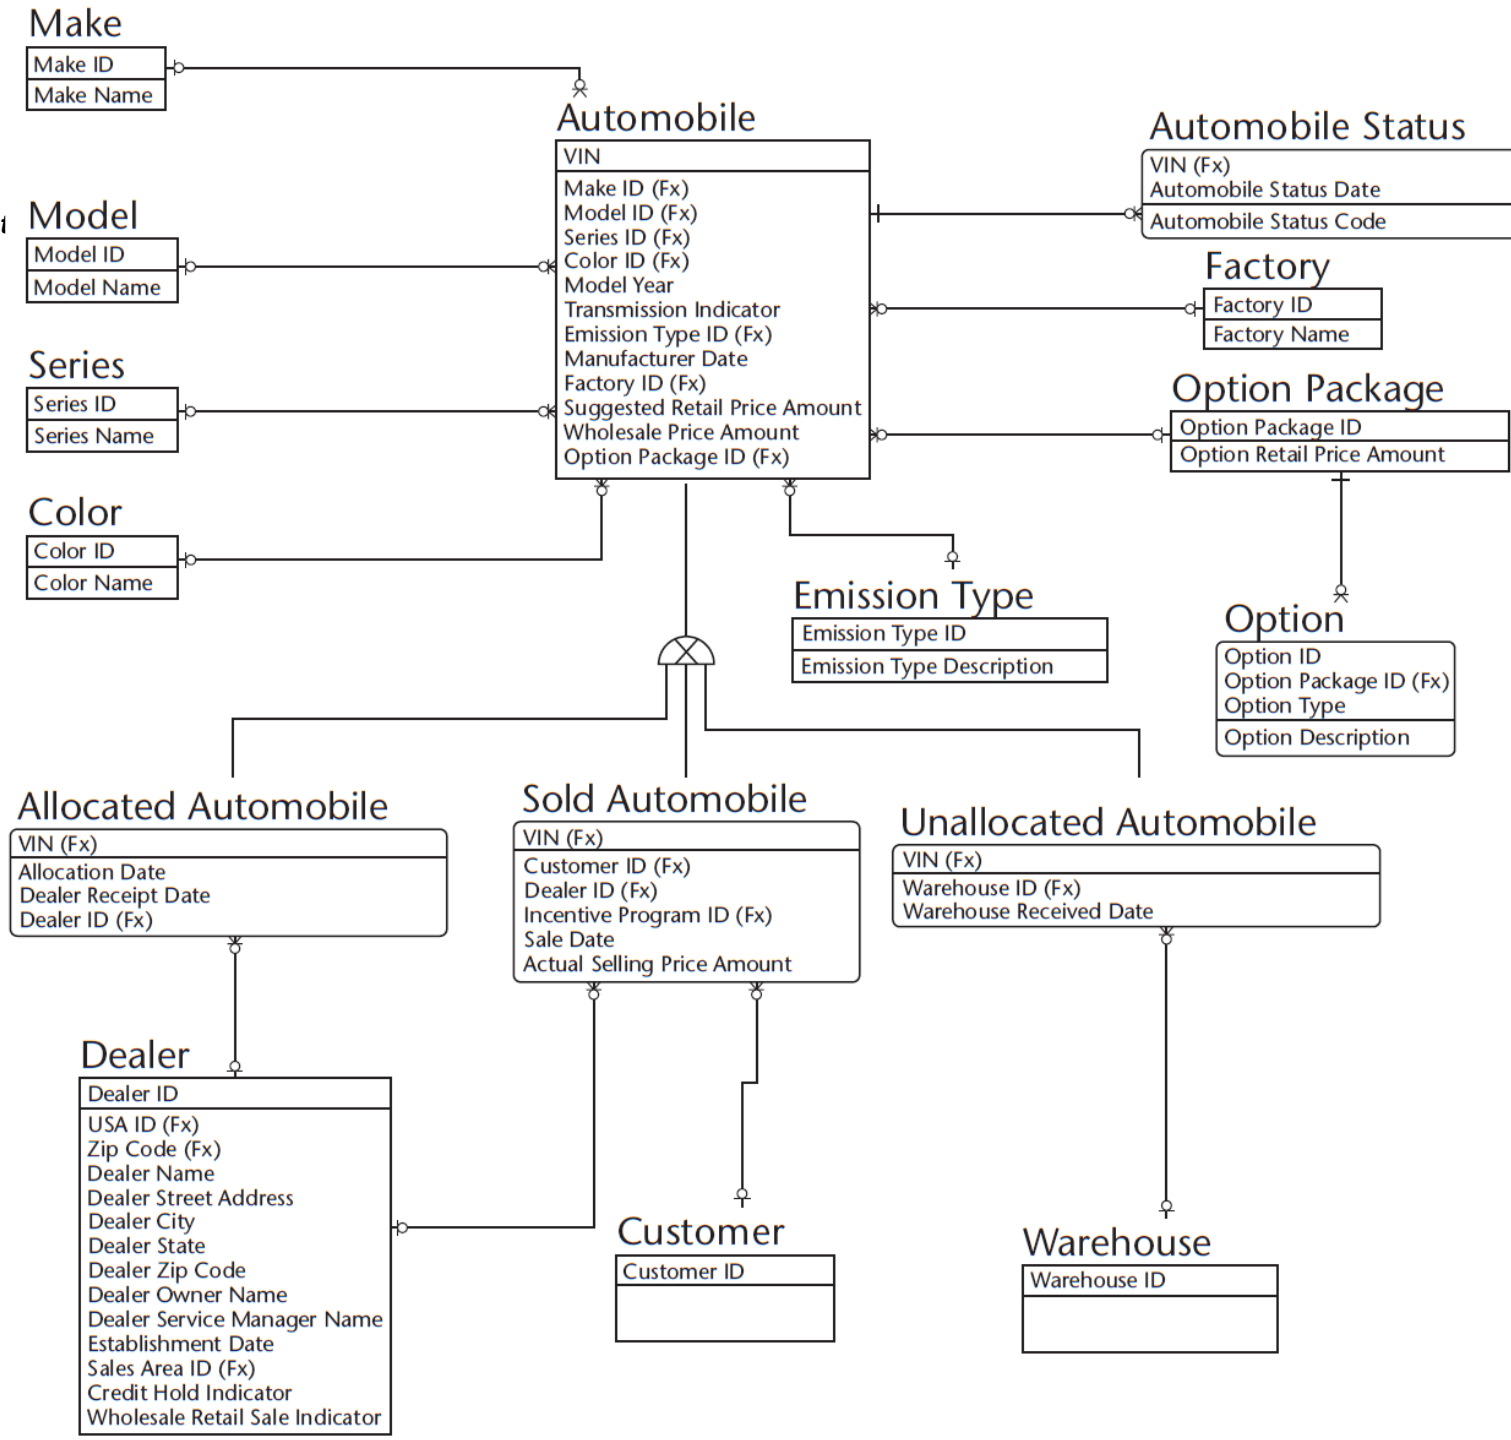 Make
Make ID
Make Name
Automobile
VIN
Make ID (Fx)
Model ID (Fx)
Series ID (Fx)
Color ID (Fx)
Model Year
Transmission Indicator
Emission Type ID (Fx)
Manufacturer Date
Factory ID (Fx)
Suggested Retail Price Amount
Wholesale Price Amount
Option Package ID (Fx)
Automobile Status
VIN (Fx)
Automobile Status Date
Automobile Status Code
Model
Model ID
Model Name
Factory
Factory ID
Factory Name
Series
Series ID
Series Name
Option Package
Option Package ID
Option Retail Price Amount
Color
Color ID
Color Name
Emission Type
Emission Type ID
Emission Type Description
Option
Option ID
Option Package ID (Fx)
Option Type
Option Description
Allocated Automobile
VIN (Fx)
Allocation Date
Dealer Receipt Date
Dealer ID (Fx)
Sold Automobile
VIN (Fx)
Customer ID (Fx)
Dealer ID (Fx)
Incentive Program ID (Fx)
Sale Date
Actual Selling Price Amount
Unallocated Automobile
VIN (Fx)
Warehouse ID (Fx)
Warehouse Received Date
Dealer
Dealer ID
USA ID (Fx)
Zip Code (Fx)
Dealer Name
Dealer Street Address
Dealer City
Dealer State
Dealer Zip Code
Dealer Owner Name
Dealer Service Manager Name
Establishment Date
Sales Area ID (Fx)
Credit Hold Indicator
Wholesale Retail Sale Indicator
Customer
Customer ID
Warehouse
Warehouse ID